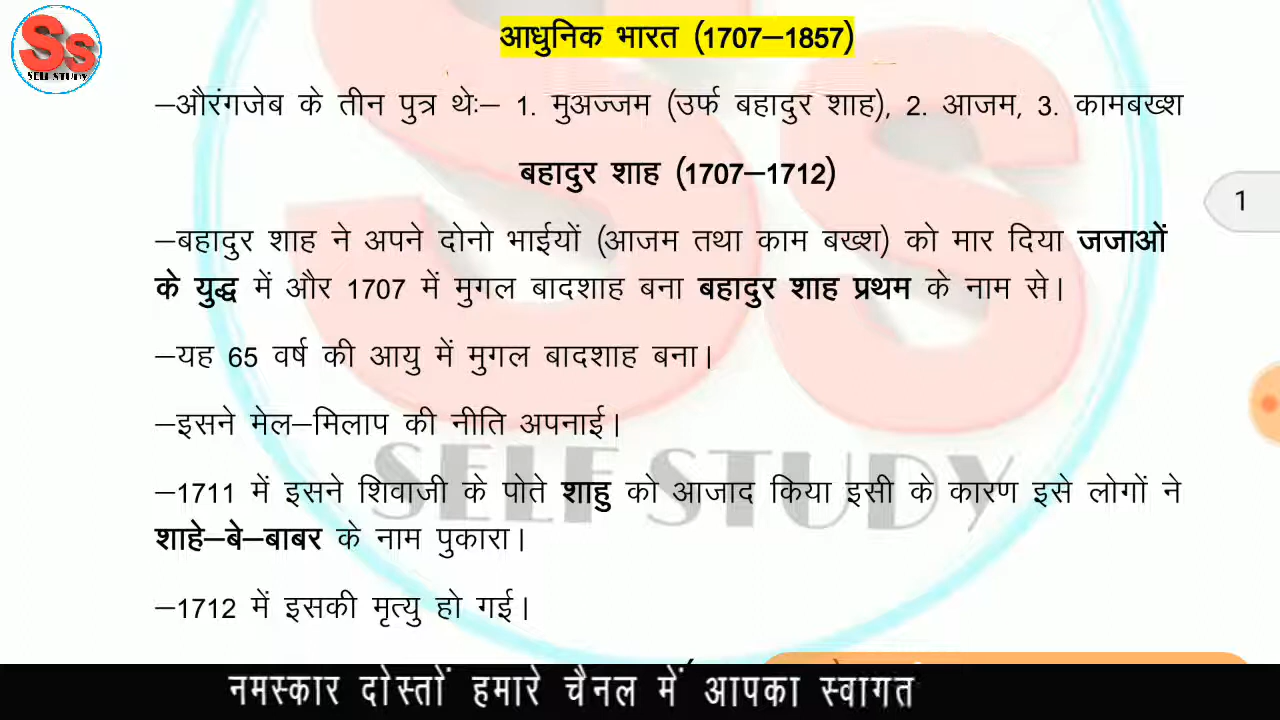 Ss
SELF STUDY
आधुनिक भारत (1707–1857)
–औरंगजेब के तीन पुत्र थेः– 1. मुअज्जम (उर्फ बहादुर शाह), 2. आजम, 3. कामबख्श
बहादुर शाह (1707–1712)
–बहादुर शाह ने अपने दोनो भाईयों (आजम तथा काम बख्श) को मार दिया जजाओं
के युद्ध में और 1707 में मुगल बादशाह बना बहादुर शाह प्रथम के नाम से।
1
–यह 65 वर्ष की आयु में मुगल बादशाह बना।
–इसने मेल–मिलाप की नीति अपनाई।
SELF STUDY
–1711 में इसने शिवाजी के पोते शाहु को आजाद किया इसी के कारण इसे लोगों ने
शाहे–बे–बाबर के नाम पुकारा।
–1712 में इसकी मृत्यु हो गई।
नमस्कार दोस्तों हमारे चैनल में आपका स्वागत